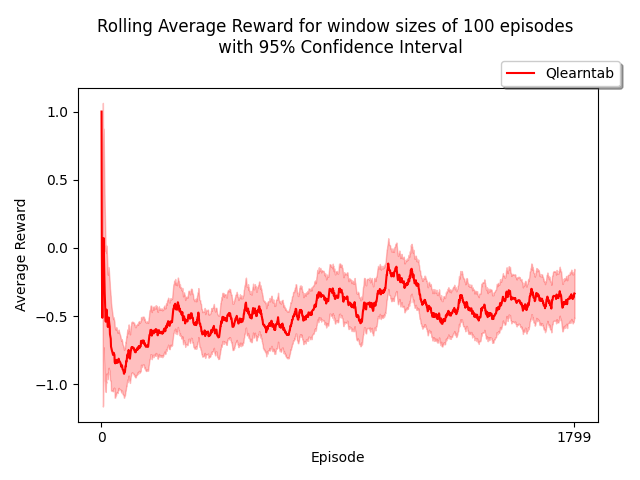 Rolling Average Reward for window sizes of 100 episodes
with 95% Confidence Interval
Qlearntab
1.0
0.5
0.0
−0.5
−1.0
Average Reward
0
1799
Episode